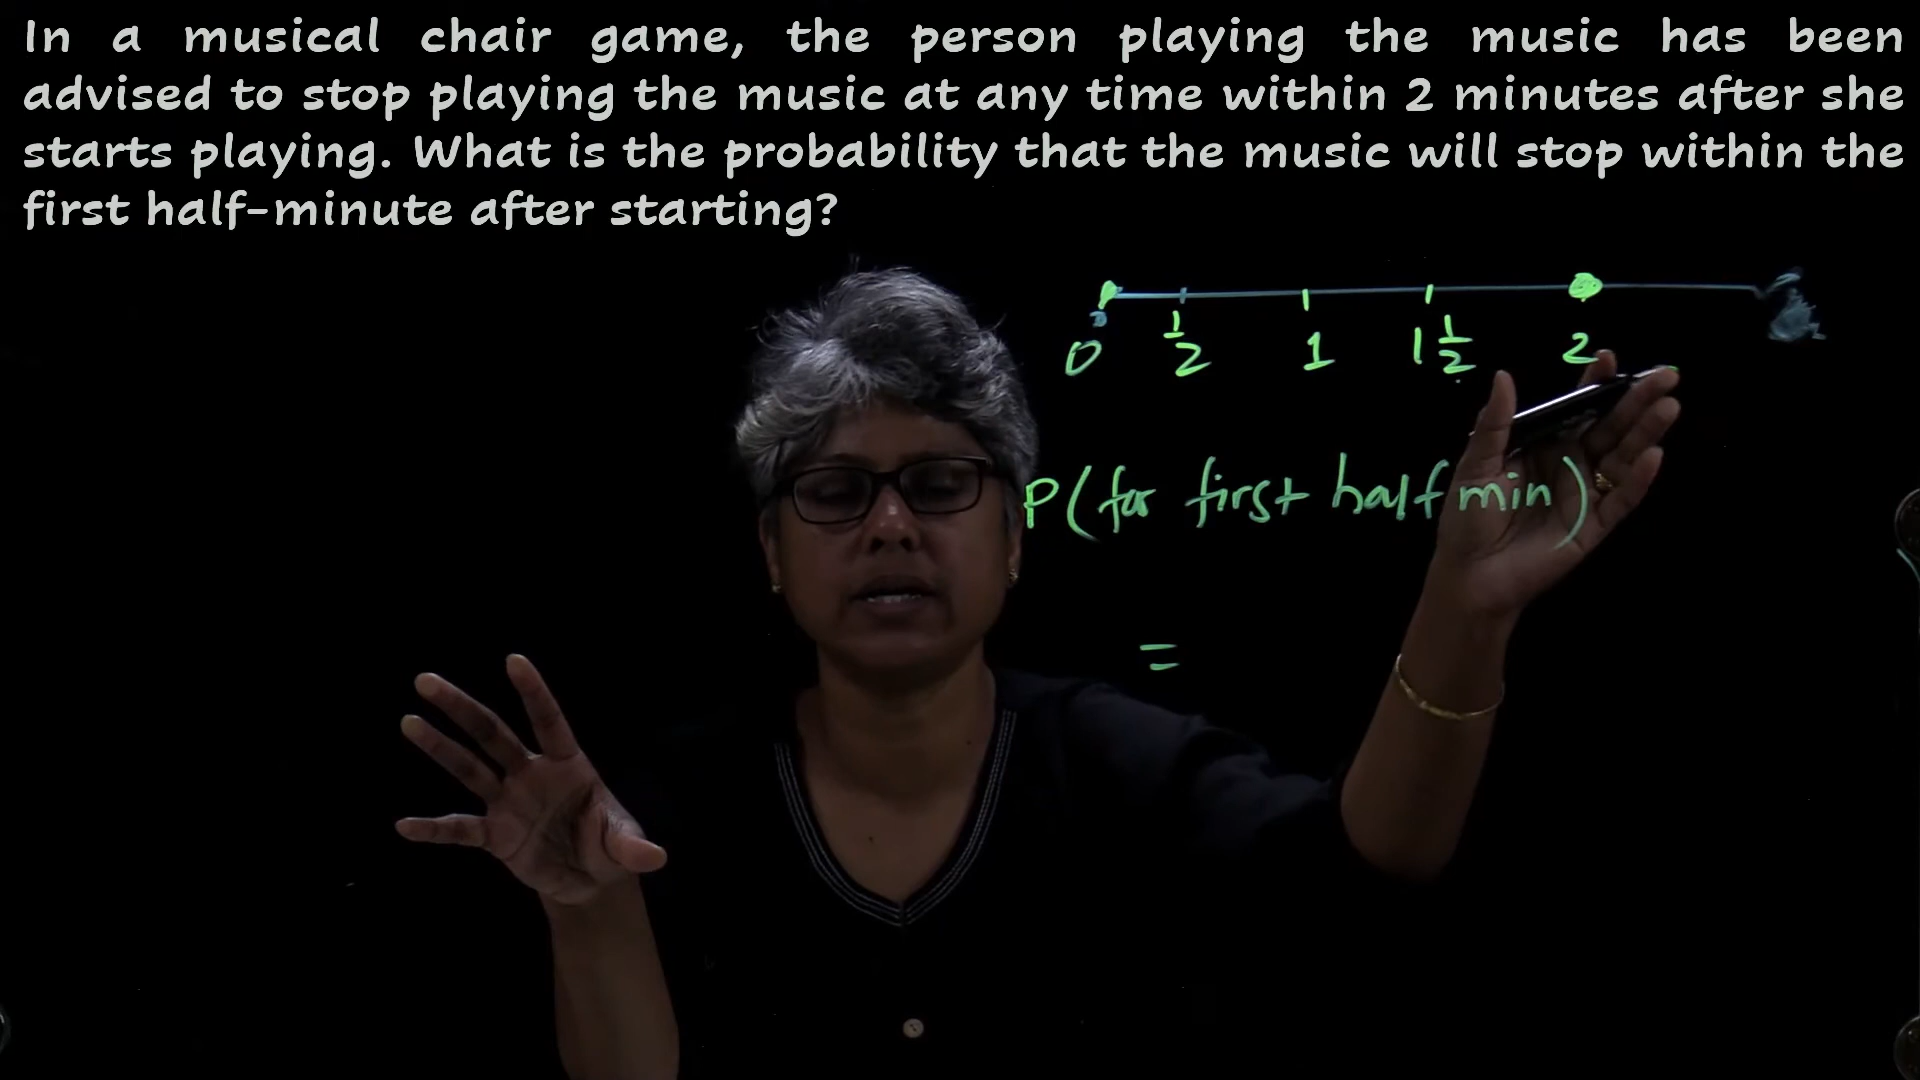 In a musical chair game, the person playing the music has been
advised to stop playing the music at any time within 2 minutes after she
starts playing. What is the probability that the music will stop within the
first half-minute after starting?
0 1/2 1 1 1/2 2
P(for first half min)
=